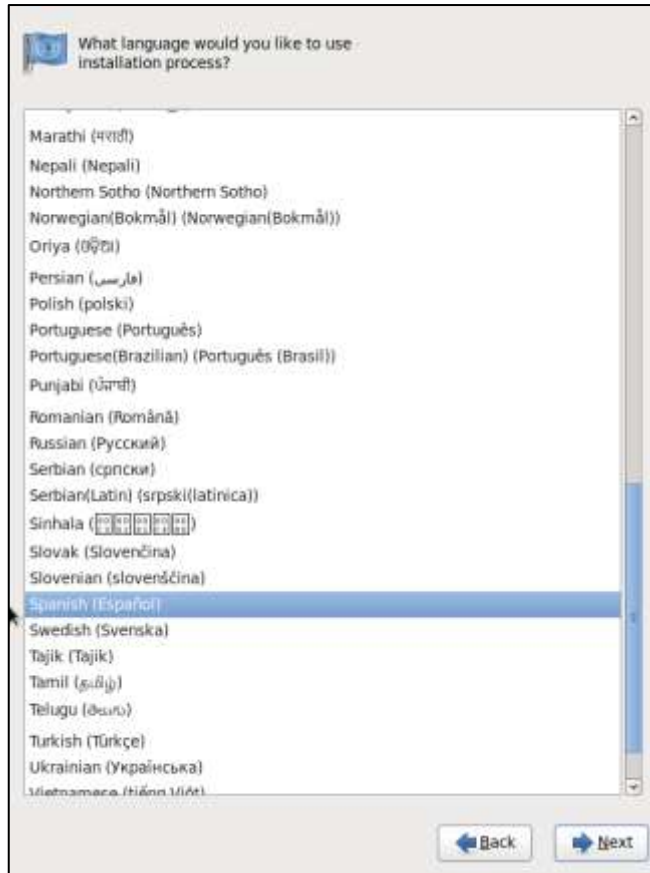 What language would you like to use
installation process?
Marathi (मराठी)
Nepali (Nepali)
Northern Sotho (Northern Sotho)
Norwegian(Bokmål) (Norwegian(Bokmål))
Oriya (ଓଡ଼ିଆ)
Persian (فارسی)
Polish (polski)
Portuguese (Português)
Portuguese(Brazilian) (Português (Brasil))
Punjabi (ਪੰਜਾਬੀ)
Romanian (Română)
Russian (Русский)
Serbian (српски)
Serbian(Latin) (srpski(latinica))
Sinhala ()
Slovak (Slovenčina)
Slovenian (slovenščina)
Spanish (Español)
Swedish (Svenska)
Tajik (Tajik)
Tamil (தமிழ்)
Telugu (తెలుగు)
Turkish (Türkçe)
Ukrainian (Українська)
Vietnamese (tiếng Việt)
Back
Next